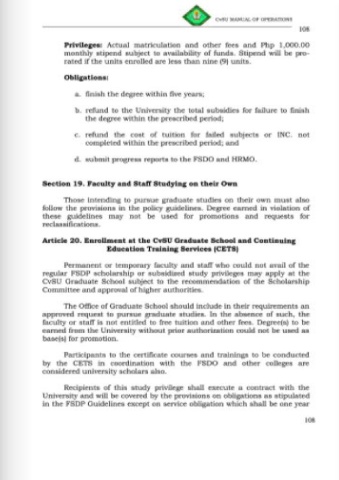 CvSU MANUAL OF OPERATIONS
108
Privileges: Actual matriculation and other fees and Php 1,000.00
monthly stipend subject to availability of funds. Stipend will be pro-
rated if the units enrolled are less than nine (9) units.
Obligations:
a. finish the degree within five years;
b. refund to the University the total subsidies for failure to finish
the degree within the prescribed period;
c. refund the cost of tuition for failed subjects or INC. not
completed within the prescribed period; and
d. submit progress reports to the FSDO and HRMO.
Section 19. Faculty and Staff Studying on their Own
Those intending to pursue graduate studies on their own must also
follow the provisions in the policy guidelines. Degree earned in violation of
these guidelines may not be used for promotions and requests for
reclassifications.
Article 20. Enrollment at the CvSU Graduate School and Continuing
Education Training Services (CETS)
Permanent or temporary faculty and staff who could not avail of the
regular FSDP scholarship or subsidized study privileges may apply at the
CvSU Graduate School subject to the recommendation of the Scholarship
Committee and approval of higher authorities.
The Office of Graduate School should include in their requirements an
approved request to pursue graduate studies. In the absence of such, the
faculty or staff is not entitled to free tuition and other fees. Degree(s) to be
earned from the University without prior authorization could not be used as
base(s) for promotion.
Participants to the certificate courses and trainings to be conducted
by the CETS in coordination with the FSDO and other colleges are
considered university scholars also.
Recipients of this study privilege shall execute a contract with the
University and will be covered by the provisions on obligations as stipulated
in the FSDP Guidelines except on service obligation which shall be one year
108